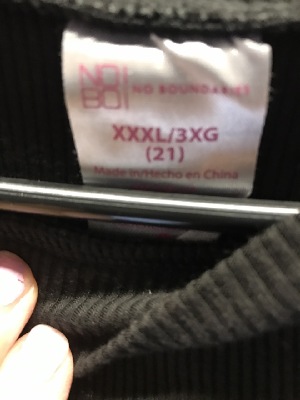 NO
BO
NO BOUNDARIES
XXXL/3XG
(21)
Made in/Hecho en China